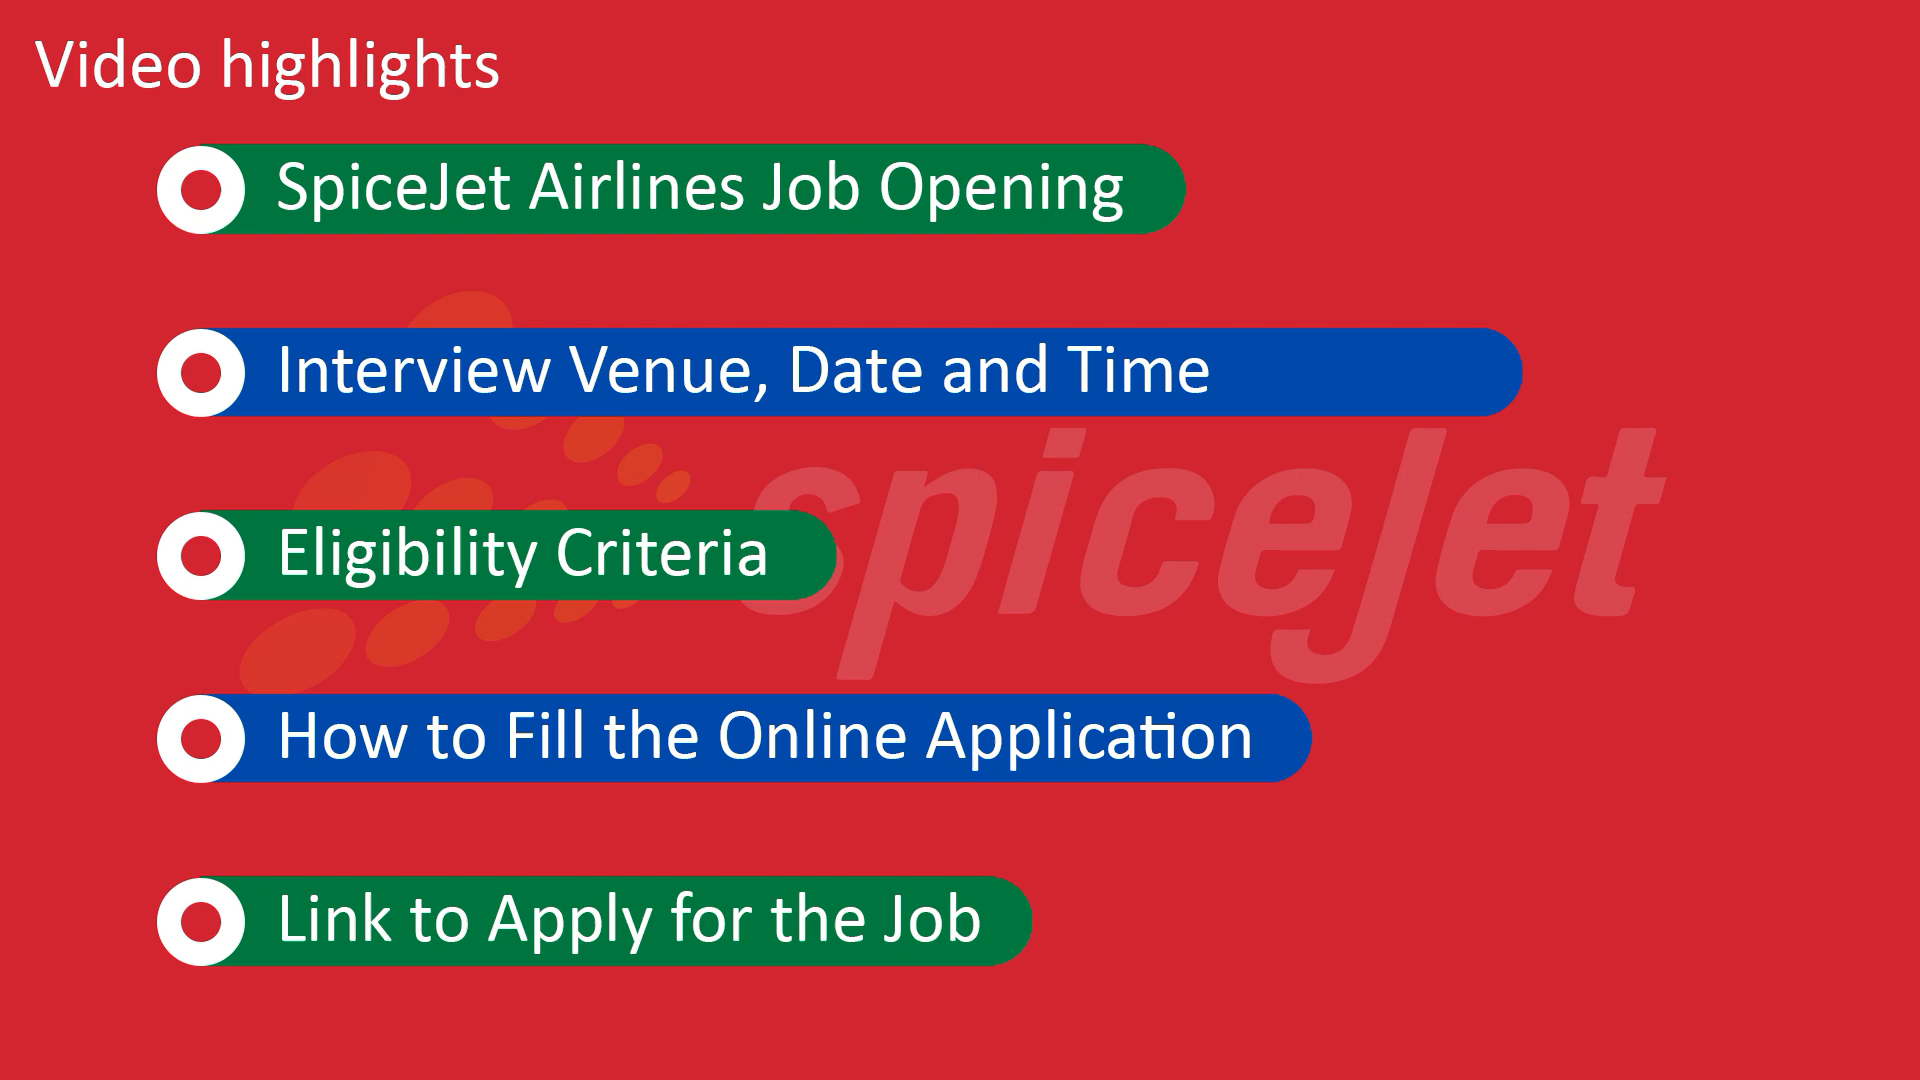 Video highlights
SpiceJet Airlines Job Opening
Interview Venue, Date and Time
spiceJet
Eligibility Criteria
How to Fill the Online Application
Link to Apply for the Job